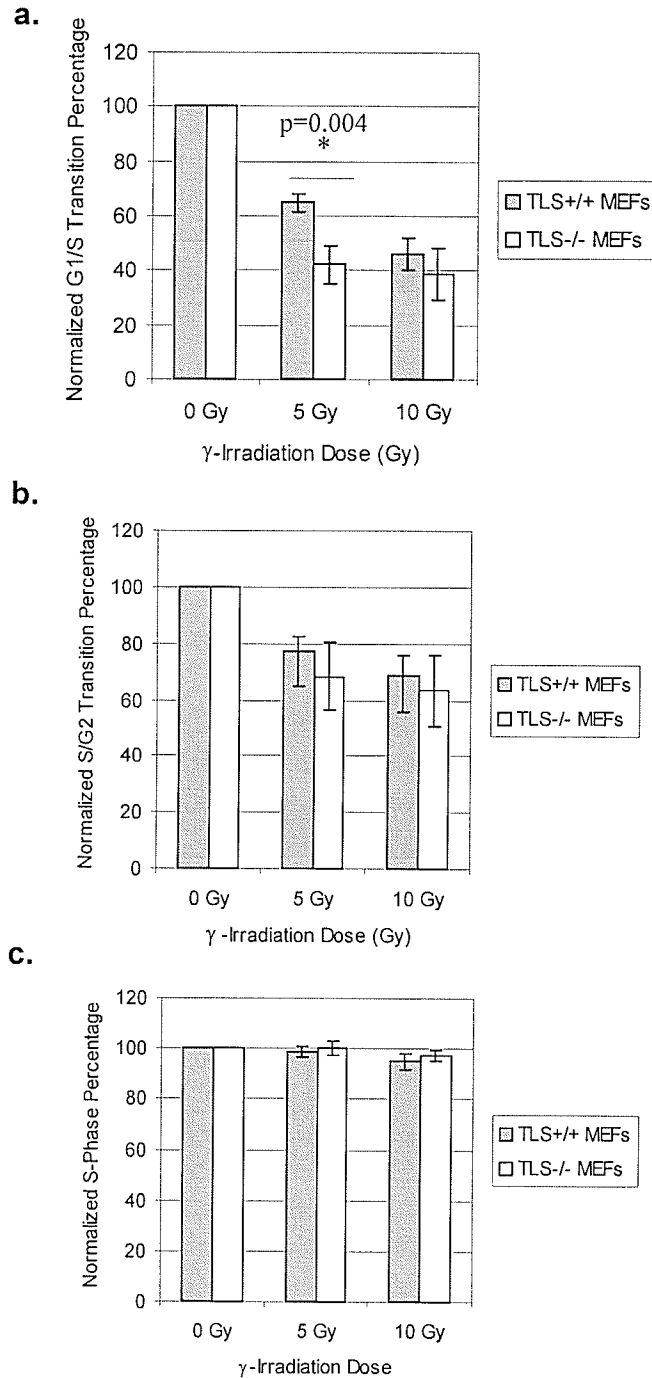 a.
120
100
80
60
40
20
0
Normalized G1/S Transition Percentage
p=0.004
*
0 Gy 5 Gy 10 Gy
γ-Irradiation Dose (Gy)
TLS+/+ MEFs
TLS-/- MEFs
b.
120
100
80
60
40
20
0
Normalized S/G2 Transition Percentage
0 Gy 5 Gy 10 Gy
γ -Irradiation Dose (Gy)
TLS+/+ MEFs
TLS-/- MEFs
c.
120
100
80
60
40
20
0
Normalized S-Phase Percentage
0 Gy 5 Gy 10 Gy
γ-Irradiation Dose
TLS+/+ MEFs
TLS-/- MEFs